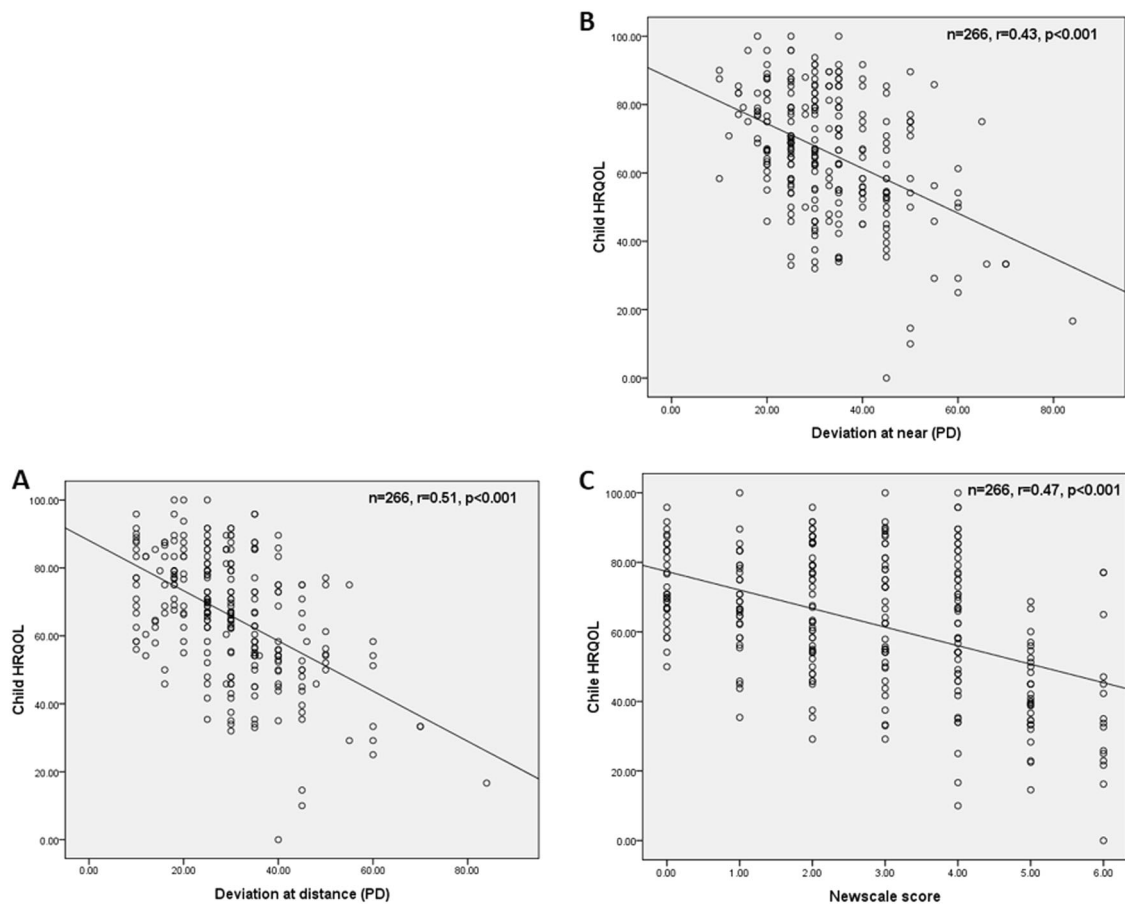 B
n=266, r=0.43, p<0.001
100.00
80.00
60.00
40.00
20.00
0.00
Child HRQOL
0.00 20.00 40.00 60.00 80.00
Deviation at near (PD)
A
n=266, r=0.51, p<0.001
100.00
80.00
60.00
40.00
20.00
0.00
Child HRQOL
0.00 20.00 40.00 60.00 80.00
Deviation at distance (PD)
C
n=266, r=0.47, p<0.001
100.00
80.00
60.00
40.00
20.00
0.00
Chile HRQOL
0.00 1.00 2.00 3.00 4.00 5.00 6.00
Newscale score